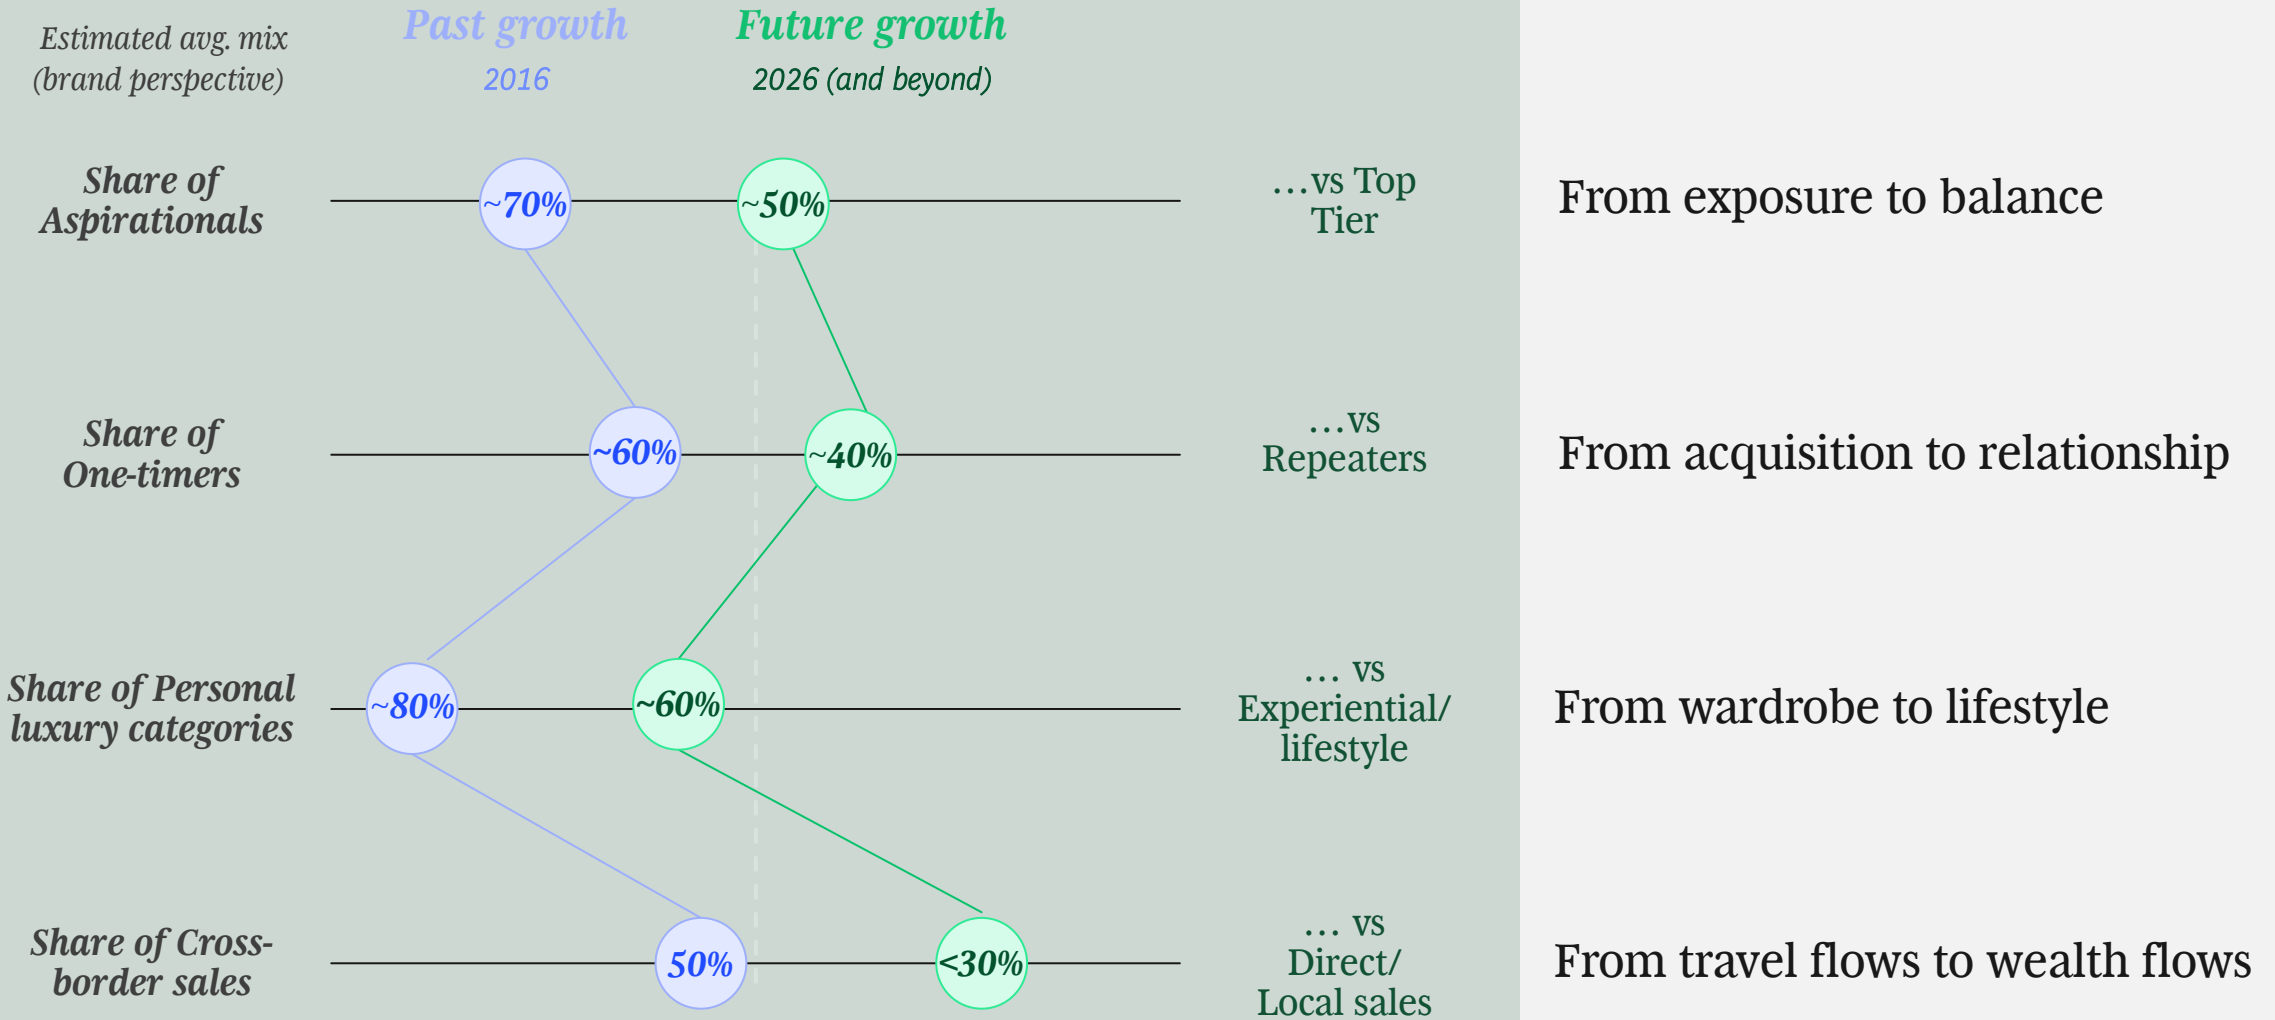 Estimated avg. mix
(brand perspective)
Past growth
2016
Future growth
2026 (and beyond)
Share of
Aspirationals
~70%
~50%
…vs Top
Tier
From exposure to balance
Share of
One-timers
~60%
~40%
…vs
Repeaters
From acquisition to relationship
Share of Personal
luxury categories
~80%
~60%
… vs
Experiential/
lifestyle
From wardrobe to lifestyle
Share of Cross-
border sales
50%
<30%
… vs
Direct/
Local sales
From travel flows to wealth flows